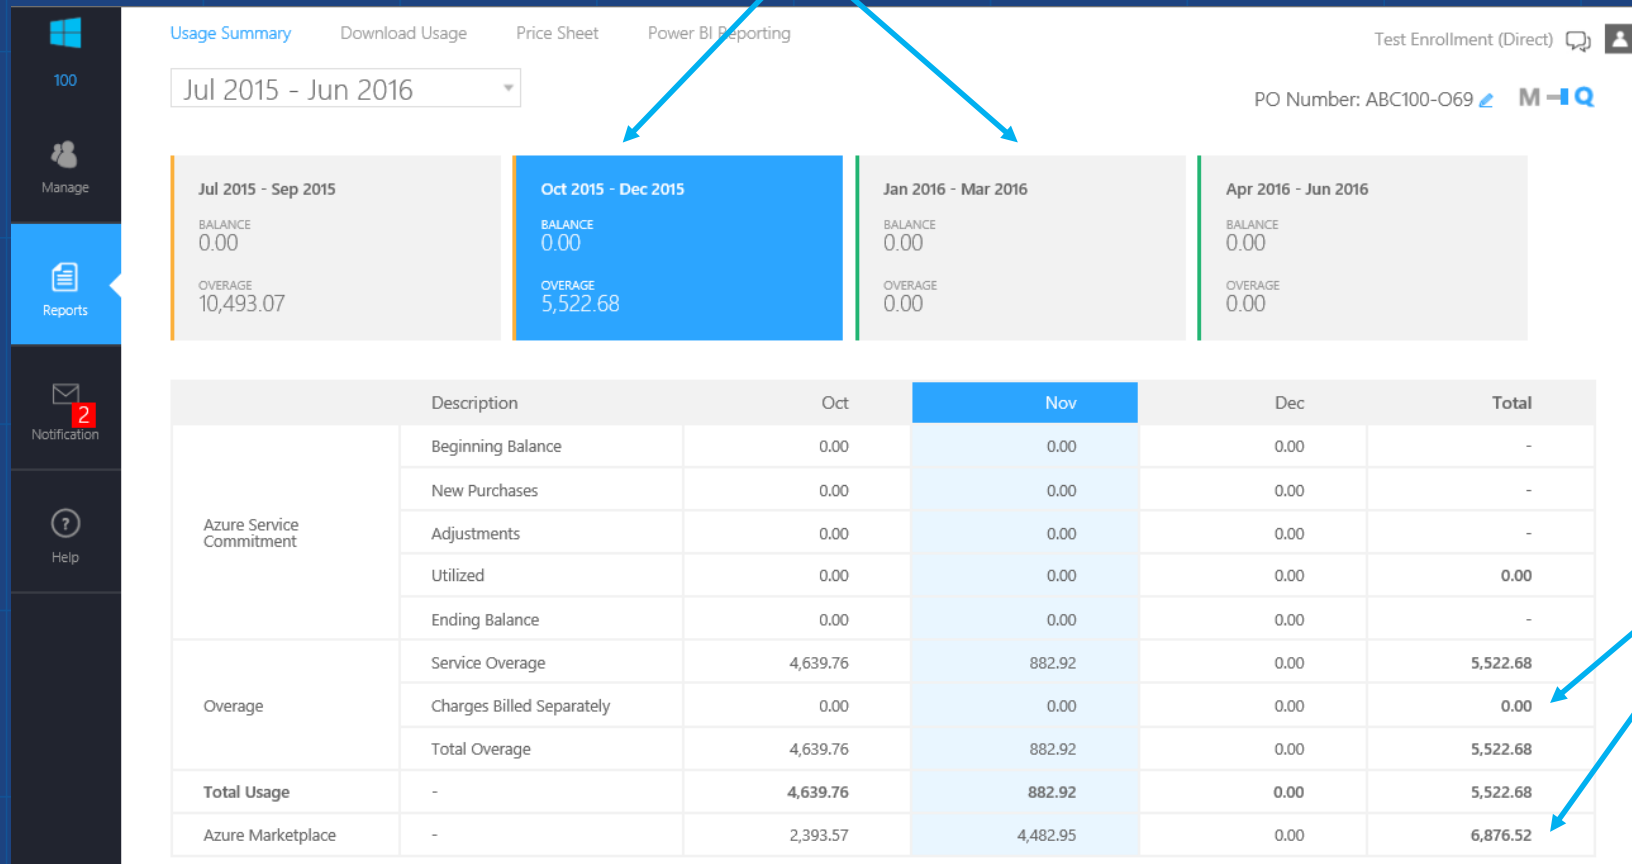 Usage Summary Download Usage Price Sheet Power BI Reporting
Test Enrollment (Direct)
100
Jul 2015 - Jun 2016
PO Number: ABC100-O69 M Q
Manage
Reports
2
Notification
Help
Jul 2015 - Sep 2015
BALANCE
0.00
OVERAGE
10,493.07
Oct 2015 - Dec 2015
BALANCE
0.00
OVERAGE
5,522.68
Jan 2016 - Mar 2016
BALANCE
0.00
OVERAGE
0.00
Apr 2016 - Jun 2016
BALANCE
0.00
OVERAGE
0.00
Description Oct Nov Dec Total
Azure Service
Commitment
Beginning Balance 0.00 0.00 0.00 -
New Purchases 0.00 0.00 0.00 -
Adjustments 0.00 0.00 0.00 -
Utilized 0.00 0.00 0.00 0.00
Ending Balance 0.00 0.00 0.00 -
Overage
Service Overage 4,639.76 882.92 0.00 5,522.68
Charges Billed Separately 0.00 0.00 0.00 0.00
Total Overage 4,639.76 882.92 0.00 5,522.68
Total Usage - 4,639.76 882.92 0.00 5,522.68
Azure Marketplace - 2,393.57 4,482.95 0.00 6,876.52